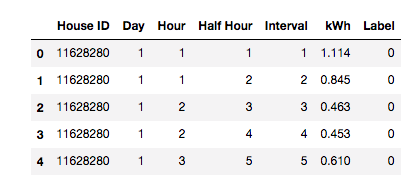 House ID Day Hour Half Hour Interval kWh Label
0 11628280 1 1 1 1 1.114 0
1 11628280 1 1 2 2 0.845 0
2 11628280 1 2 3 3 0.463 0
3 11628280 1 2 4 4 0.453 0
4 11628280 1 3 5 5 0.610 0